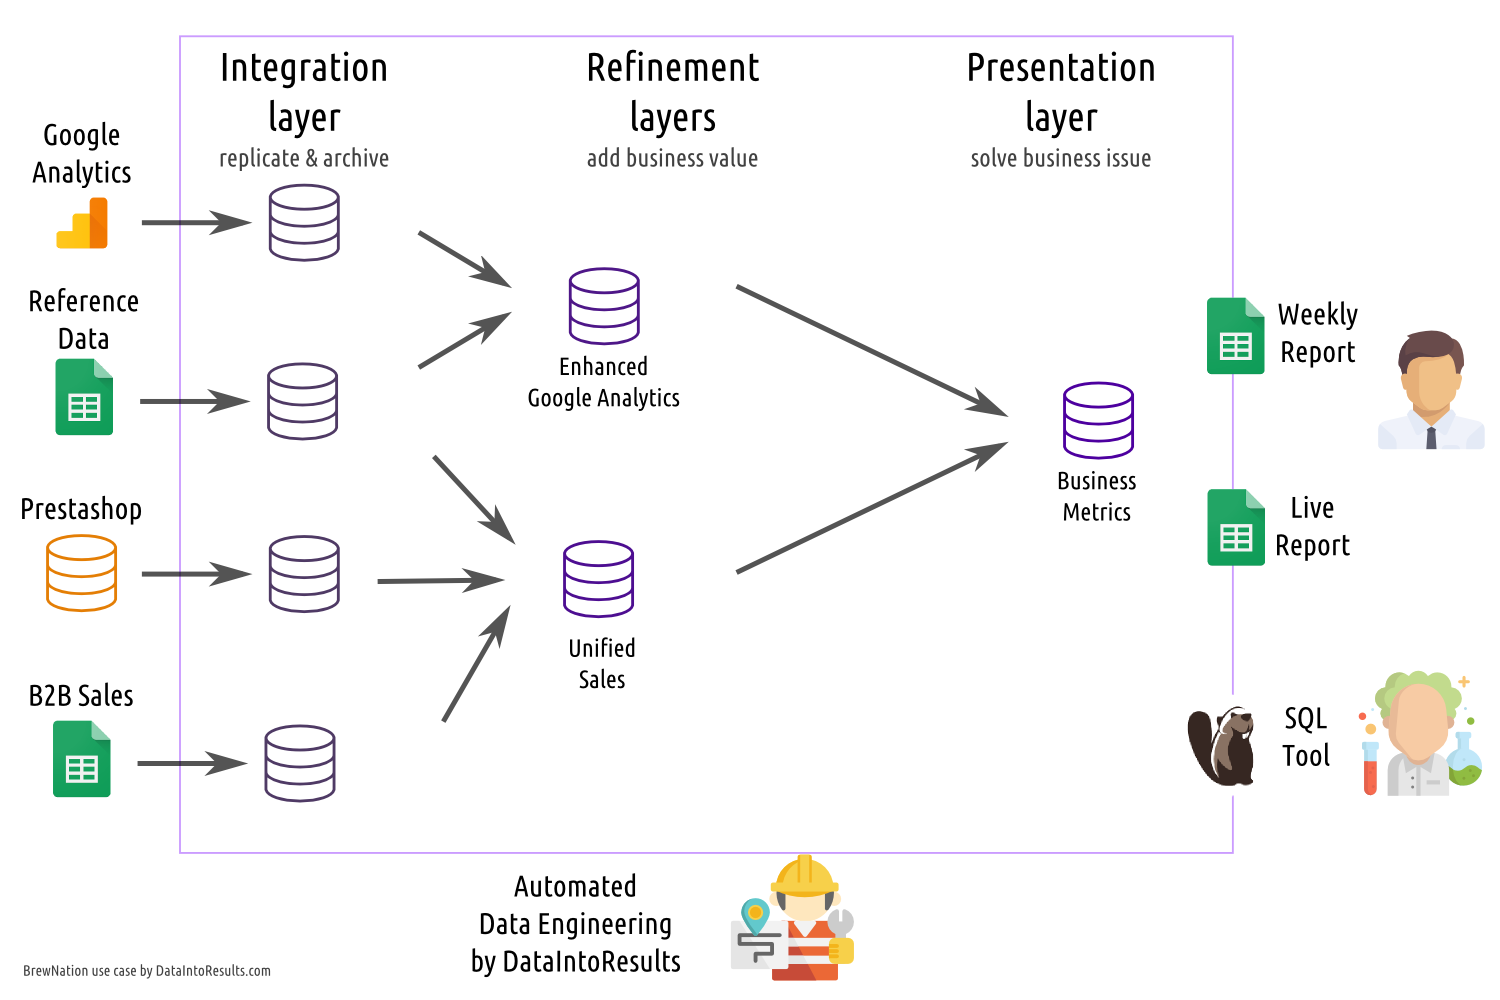 Integration
layer
replicate & archive
Refinement
layers
add business value
Presentation
layer
solve business issue
Google
Analytics
Reference
Data
Prestashop
B2B Sales
Enhanced
Google Analytics
Unified
Sales
Business
Metrics
Weekly
Report
Live
Report
SQL
Tool
Automated
Data Engineering
by DataIntoResults
BrewNation use case by DataIntoResults.com